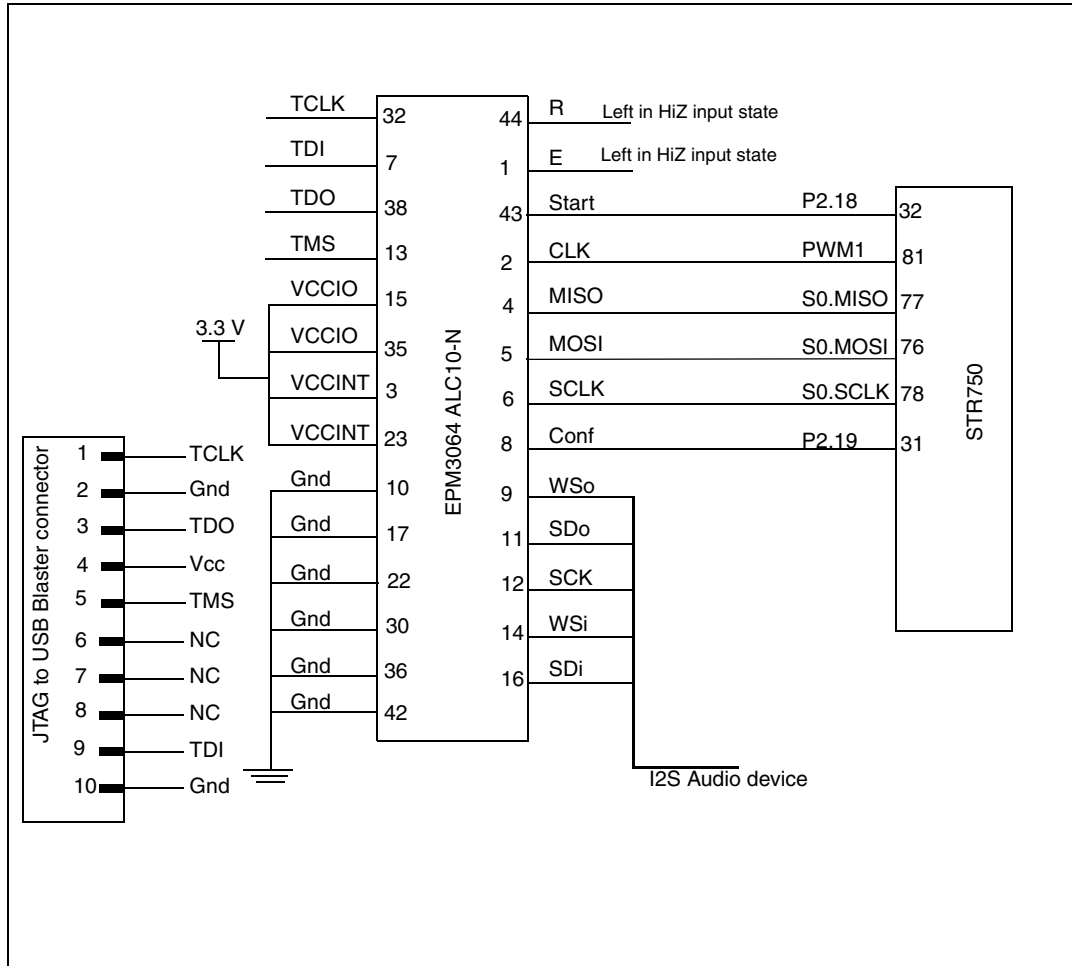 TCLK
32
TDI
7
TDO
38
TMS
13
VCCIO
15
3.3 V
VCCIO
35
VCCINT
3
VCCINT
23
Gnd
10
Gnd
17
Gnd
22
Gnd
30
Gnd
36
Gnd
42
EPM3064 ALC10-N
44 R Left in HiZ input state
1 E Left in HiZ input state
43 Start P2.18 32
2 CLK PWM1 81
4 MISO S0.MISO 77
5 MOSI S0.MOSI 76
6 SCLK S0.SCLK 78
8 Conf P2.19 31
9 WSo
11 SDo
12 SCK
14 WSi
16 SDi
STR750
I2S Audio device
JTAG to USB Blaster connector
1 TCLK
2 Gnd
3 TDO
4 Vcc
5 TMS
6 NC
7 NC
8 NC
9 TDI
10 Gnd